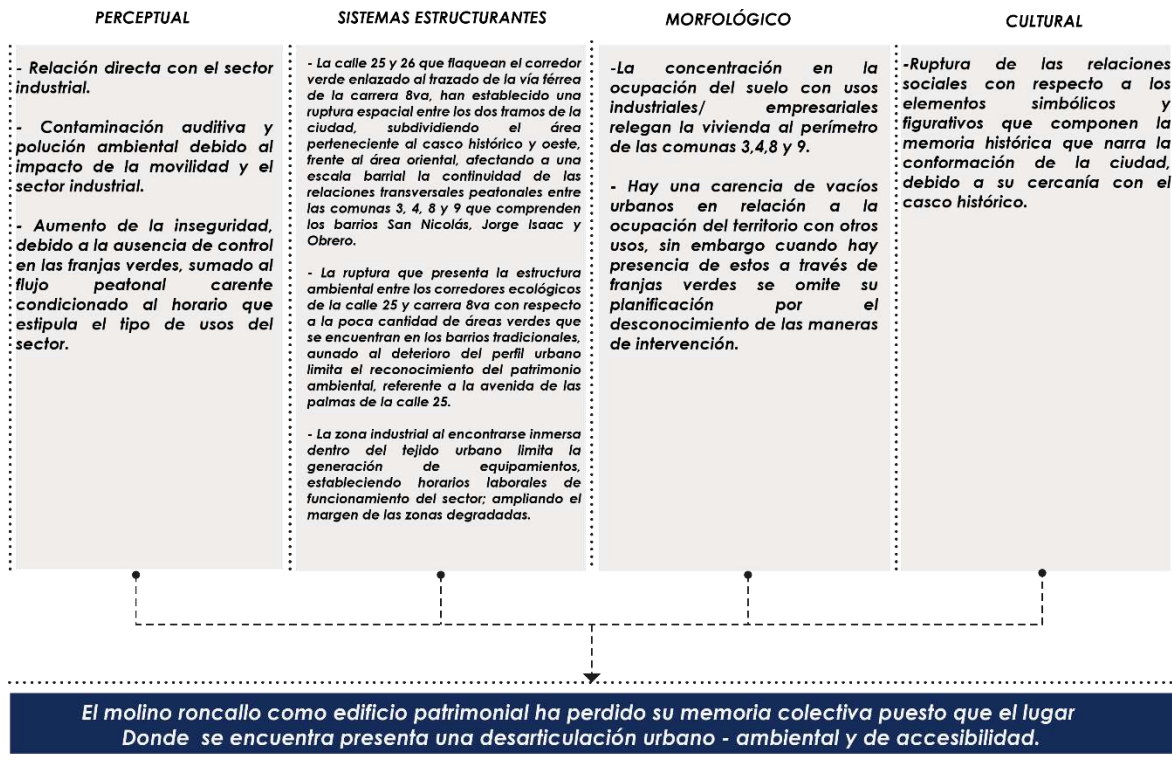 PERCEPTUAL
- Relación directa con el sector
industrial.
- Contaminación auditiva y
polución ambiental debido al
impacto de la movilidad y el
sector industrial.
- Aumento de la inseguridad,
debido a la ausencia de control
en las franjas verdes, sumado al
flujo peatonal carente
condicionado al horario que
estipula el tipo de usos del
sector.
SISTEMAS ESTRUCTURANTES
- La calle 25 y 26 que flaquean el corredor
verde enlazado al trazado de la vía férrea
de la carrera 8va, han establecido una
ruptura espacial entre los dos tramos de la
ciudad, subdividiendo el área
perteneciente al casco histórico y oeste,
frente al área oriental, afectando a una
escala barrial la continuidad de las
relaciones transversales peatonales entre
las comunas 3, 4, 8 y 9 que comprenden
los barrios San Nicolás, Jorge Isaac y
Obrero.
- La ruptura que presenta la estructura
ambiental entre los corredores ecológicos
de la calle 25 y carrera 8va con respecto
a la poca cantidad de áreas verdes que
se encuentran en los barrios tradicionales,
aunado al deterioro del perfil urbano
limita el reconocimiento del patrimonio
ambiental, referente a la avenida de las
palmas de la calle 25.
- La zona industrial al encontrarse inmersa
dentro del tejido urbano limita la
generación de equipamientos,
estableciendo horarios laborales de
funcionamiento del sector; ampliando el
margen de las zonas degradadas.
MORFOLÓGICO
-La concentración en la
ocupación del suelo con usos
industriales/ empresariales
relegan la vivienda al perímetro
de las comunas 3,4,8 y 9.
- Hay una carencia de vacíos
urbanos en relación a la
ocupación del territorio con otros
usos, sin embargo cuando hay
presencia de estos a través de
franjas verdes se omite su
planificación por el
desconocimiento de las maneras
de intervención.
CULTURAL
-Ruptura de las relaciones
sociales con respecto a los
elementos simbólicos y
figurativos que componen la
memoria histórica que narra la
conformación de la ciudad,
debido a su cercanía con el
casco histórico.
El molino roncallo como edificio patrimonial ha perdido su memoria colectiva puesto que el lugar
Donde se encuentra presenta una desarticulación urbano - ambiental y de accesibilidad.